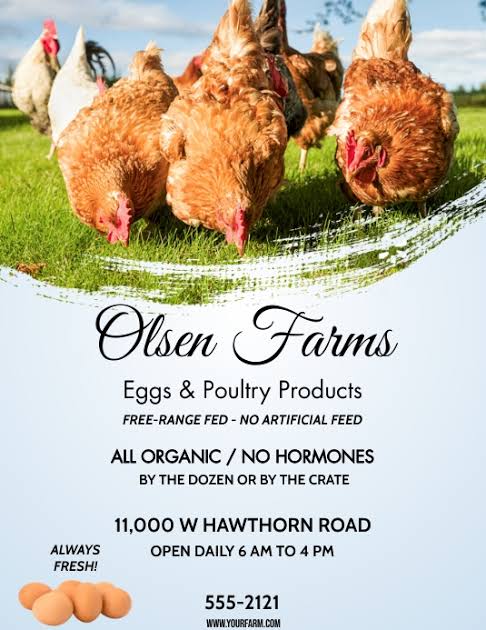 Olsen Farms
Eggs & Poultry Products
FREE-RANGE FED - NO ARTIFICIAL FEED
ALL ORGANIC / NO HORMONES
BY THE DOZEN OR BY THE CRATE
11,000 W HAWTHORN ROAD
OPEN DAILY 6 AM TO 4 PM
ALWAYS
FRESH!
555-2121
WWW.YOURFARM.COM